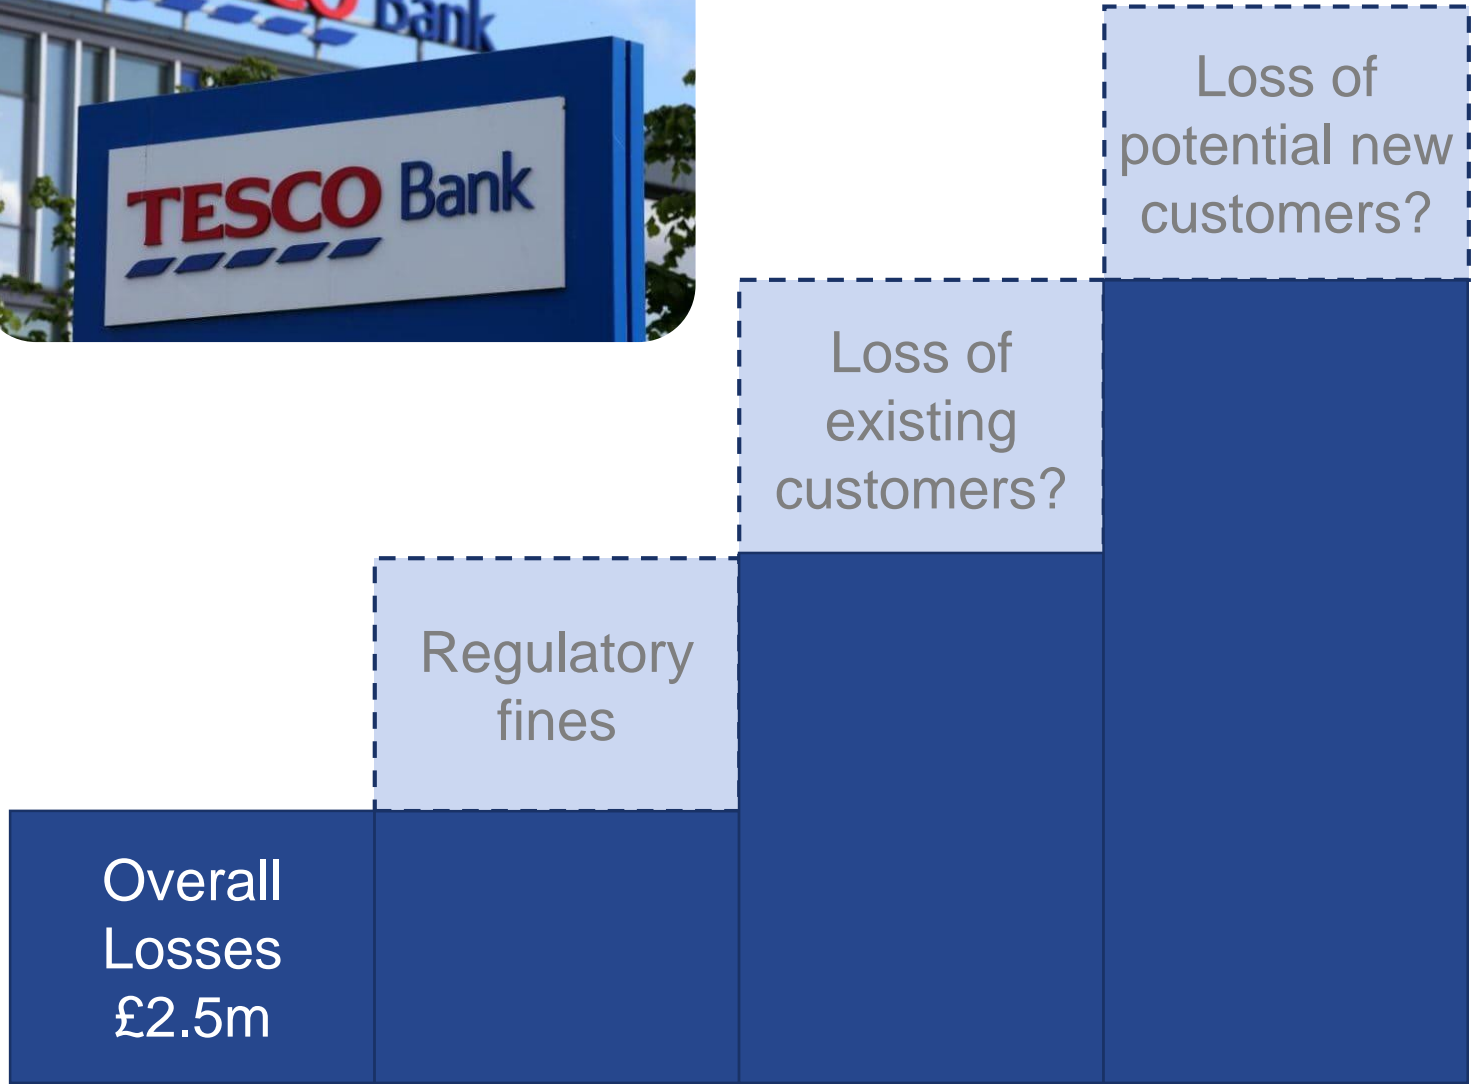 Bank
TESCO Bank
Loss of
potential new
customers?
Loss of
existing
customers?
Regulatory
fines
Overall
Losses
£2.5m